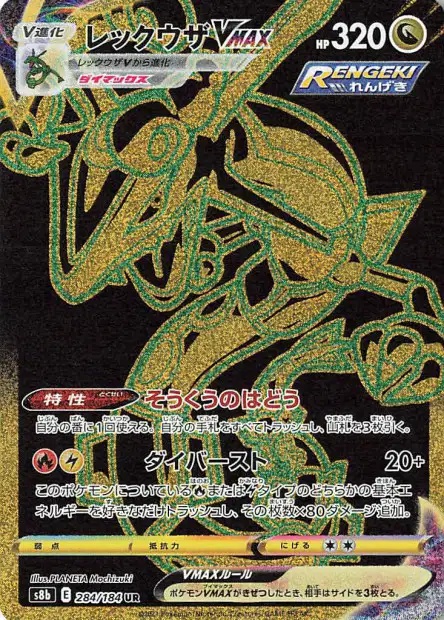 V進化
レックウザVMAX
HP320
レックウザVから進化
ダイマックス
RENGEKI
れんげき
特性 とくせい そうくうのはどう
自分の番に1回使える。自分の手札をすべてトラッシュし、山札を3枚引く。
ダイバースト 20+
このポケモンについている または タイプのどちらかの基本エ
ネルギーを好きなだけトラッシュし、その枚数×80ダメージ追加。
弱点 抵抗力 にげる
Illus. PLANETA Mochizuki
VMAXルール
s8b E 284/184 UR
ポケモンVMAXがきぜつしたとき、相手はサイドを3枚とる。